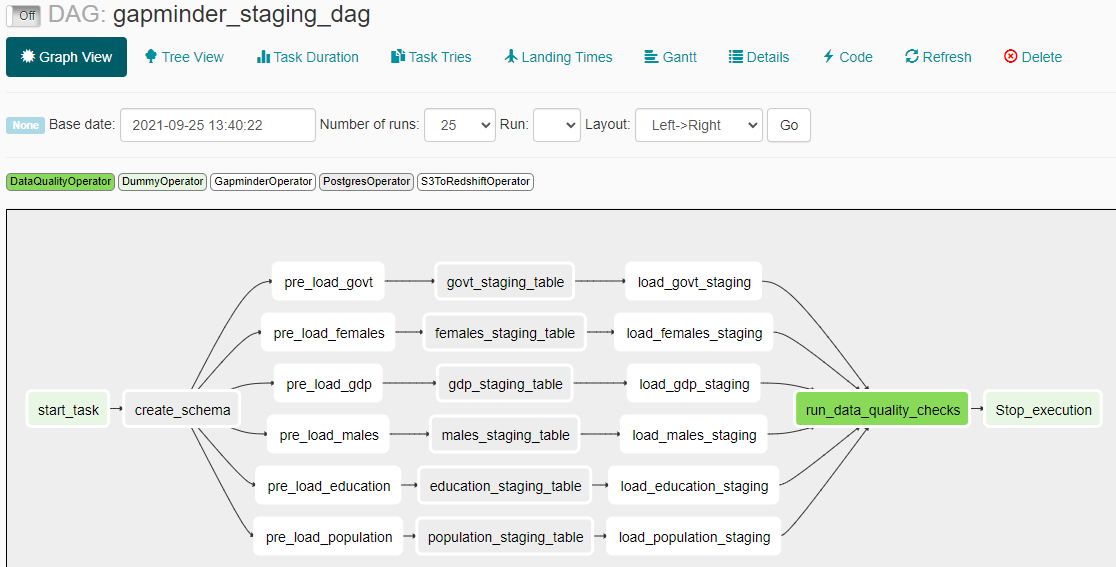 Off DAG: gapminder_staging_dag
Graph View Tree View Task Duration Task Tries Landing Times Gantt Details Code Refresh Delete
None Base date: 2021-09-25 13:40:22 Number of runs: 25 Run: Layout: Left->Right Go
DataQualityOperator DummyOperator GapminderOperator PostgresOperator S3ToRedshiftOperator
pre_load_govt govt_staging_table load_govt_staging
pre_load_females females_staging_table load_females_staging
pre_load_gdp gdp_staging_table load_gdp_staging
start_task create_schema run_data_quality_checks Stop_execution
pre_load_males males_staging_table load_males_staging
pre_load_education education_staging_table load_education_staging
pre_load_population population_staging_table load_population_staging